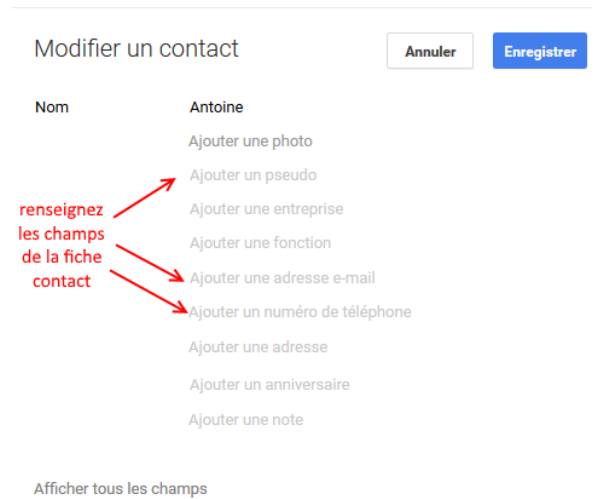 Modifier un contact
Annuler
Enregistrer
Nom
Antoine
Ajouter une photo
Ajouter un pseudo
Ajouter une entreprise
Ajouter une fonction
Ajouter une adresse e-mail
Ajouter un numéro de téléphone
Ajouter une adresse
Ajouter un anniversaire
Ajouter une note
renseignez
les champs
de la fiche
contact
Afficher tous les champs